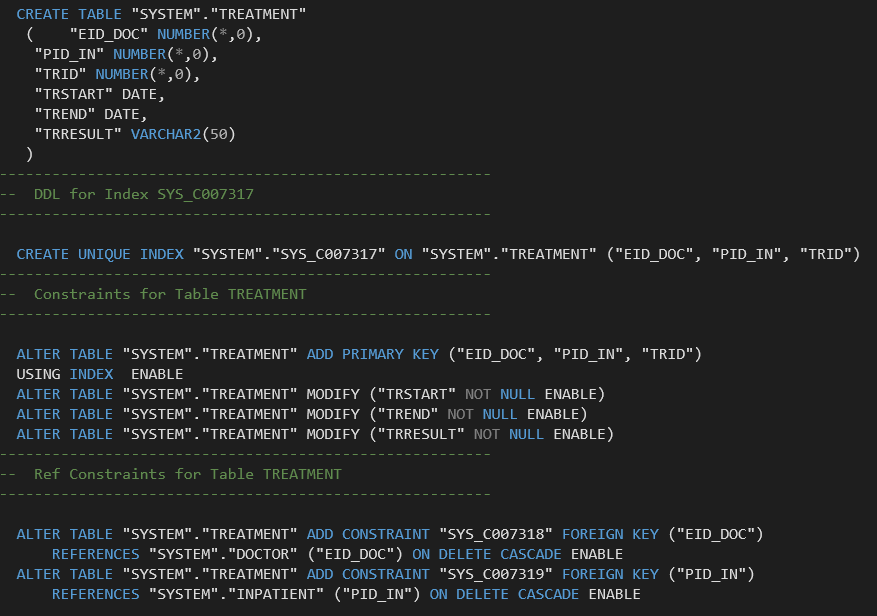 CREATE TABLE "SYSTEM"."TREATMENT"
( "EID_DOC" NUMBER(*,0),
"PID_IN" NUMBER(*,0),
"TRID" NUMBER(*,0),
"TRSTART" DATE,
"TREND" DATE,
"TRRESULT" VARCHAR2(50)
)
--------------------------------------------------------
--  DDL for Index SYS_C007317
--------------------------------------------------------
CREATE UNIQUE INDEX "SYSTEM"."SYS_C007317" ON "SYSTEM"."TREATMENT" ("EID_DOC", "PID_IN", "TRID")
--------------------------------------------------------
--  Constraints for Table TREATMENT
--------------------------------------------------------
ALTER TABLE "SYSTEM"."TREATMENT" ADD PRIMARY KEY ("EID_DOC", "PID_IN", "TRID")
USING INDEX  ENABLE
ALTER TABLE "SYSTEM"."TREATMENT" MODIFY ("TRSTART" NOT NULL ENABLE)
ALTER TABLE "SYSTEM"."TREATMENT" MODIFY ("TREND" NOT NULL ENABLE)
ALTER TABLE "SYSTEM"."TREATMENT" MODIFY ("TRRESULT" NOT NULL ENABLE)
--------------------------------------------------------
--  Ref Constraints for Table TREATMENT
--------------------------------------------------------
ALTER TABLE "SYSTEM"."TREATMENT" ADD CONSTRAINT "SYS_C007318" FOREIGN KEY ("EID_DOC")
REFERENCES "SYSTEM"."DOCTOR" ("EID_DOC") ON DELETE CASCADE ENABLE
ALTER TABLE "SYSTEM"."TREATMENT" ADD CONSTRAINT "SYS_C007319" FOREIGN KEY ("PID_IN")
REFERENCES "SYSTEM"."INPATIENT" ("PID_IN") ON DELETE CASCADE ENABLE